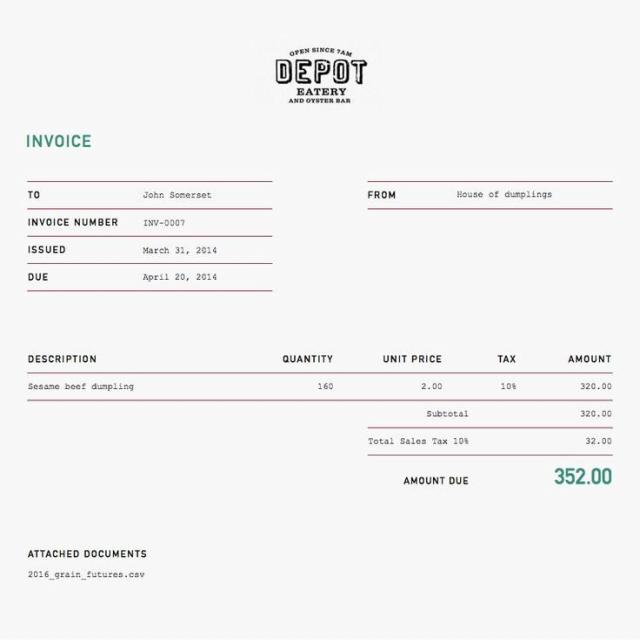 OPEN SINCE 7AM
DEPOT
EATERY
AND OYSTER BAR
INVOICE
TO John Somerset
INVOICE NUMBER INV-0007
ISSUED March 31, 2014
DUE April 20, 2014
FROM House of dumplings
DESCRIPTION QUANTITY UNIT PRICE TAX AMOUNT
Sesame beef dumpling 160 2.00 10% 320.00
Subtotal 320.00
Total Sales Tax 10% 32.00
AMOUNT DUE 352.00
ATTACHED DOCUMENTS
2016_grain_futures.csv